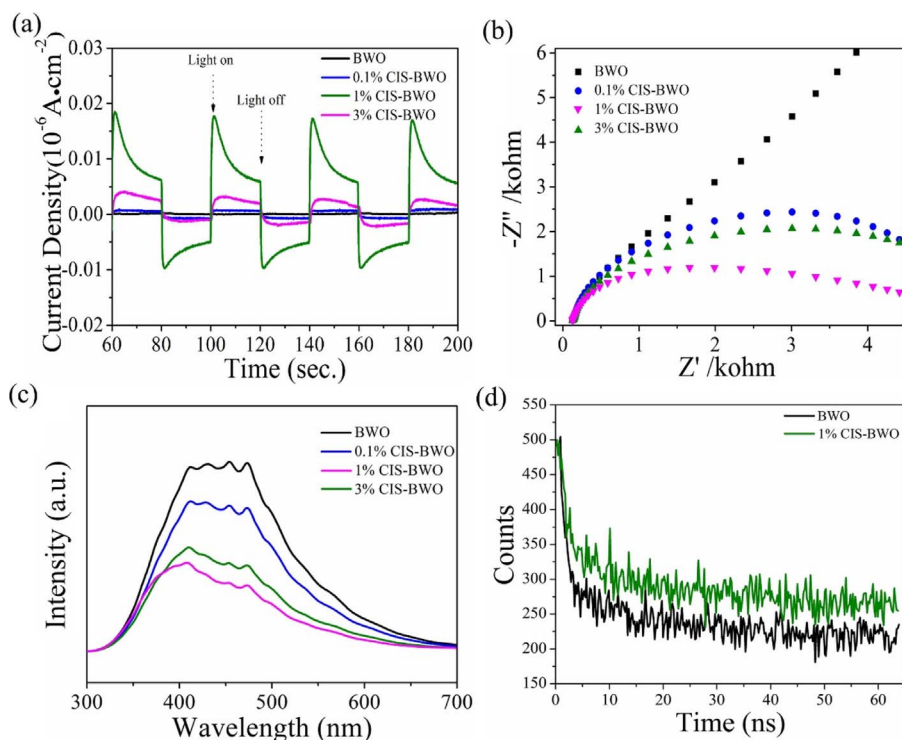 (a)
Current Density(10⁻⁶A•cm⁻²)
0.03
0.02
0.01
0.00
-0.01
-0.02
60 80 100 120 140 160 180 200
Time (sec.)
Light on
Light off
BWO
0.1% CIS-BWO
1% CIS-BWO
3% CIS-BWO
(b)
-Z" /kohm
6
5
4
3
2
1
0
0 1 2 3 4
Z' /kohm
BWO
0.1% CIS-BWO
1% CIS-BWO
3% CIS-BWO
(c)
Intensity (a.u.)
300 400 500 600 700
Wavelength (nm)
BWO
0.1% CIS-BWO
1% CIS-BWO
3% CIS-BWO
(d)
Counts
550
500
450
400
350
300
250
200
150
0 10 20 30 40 50 60
Time (ns)
BWO
1% CIS-BWO